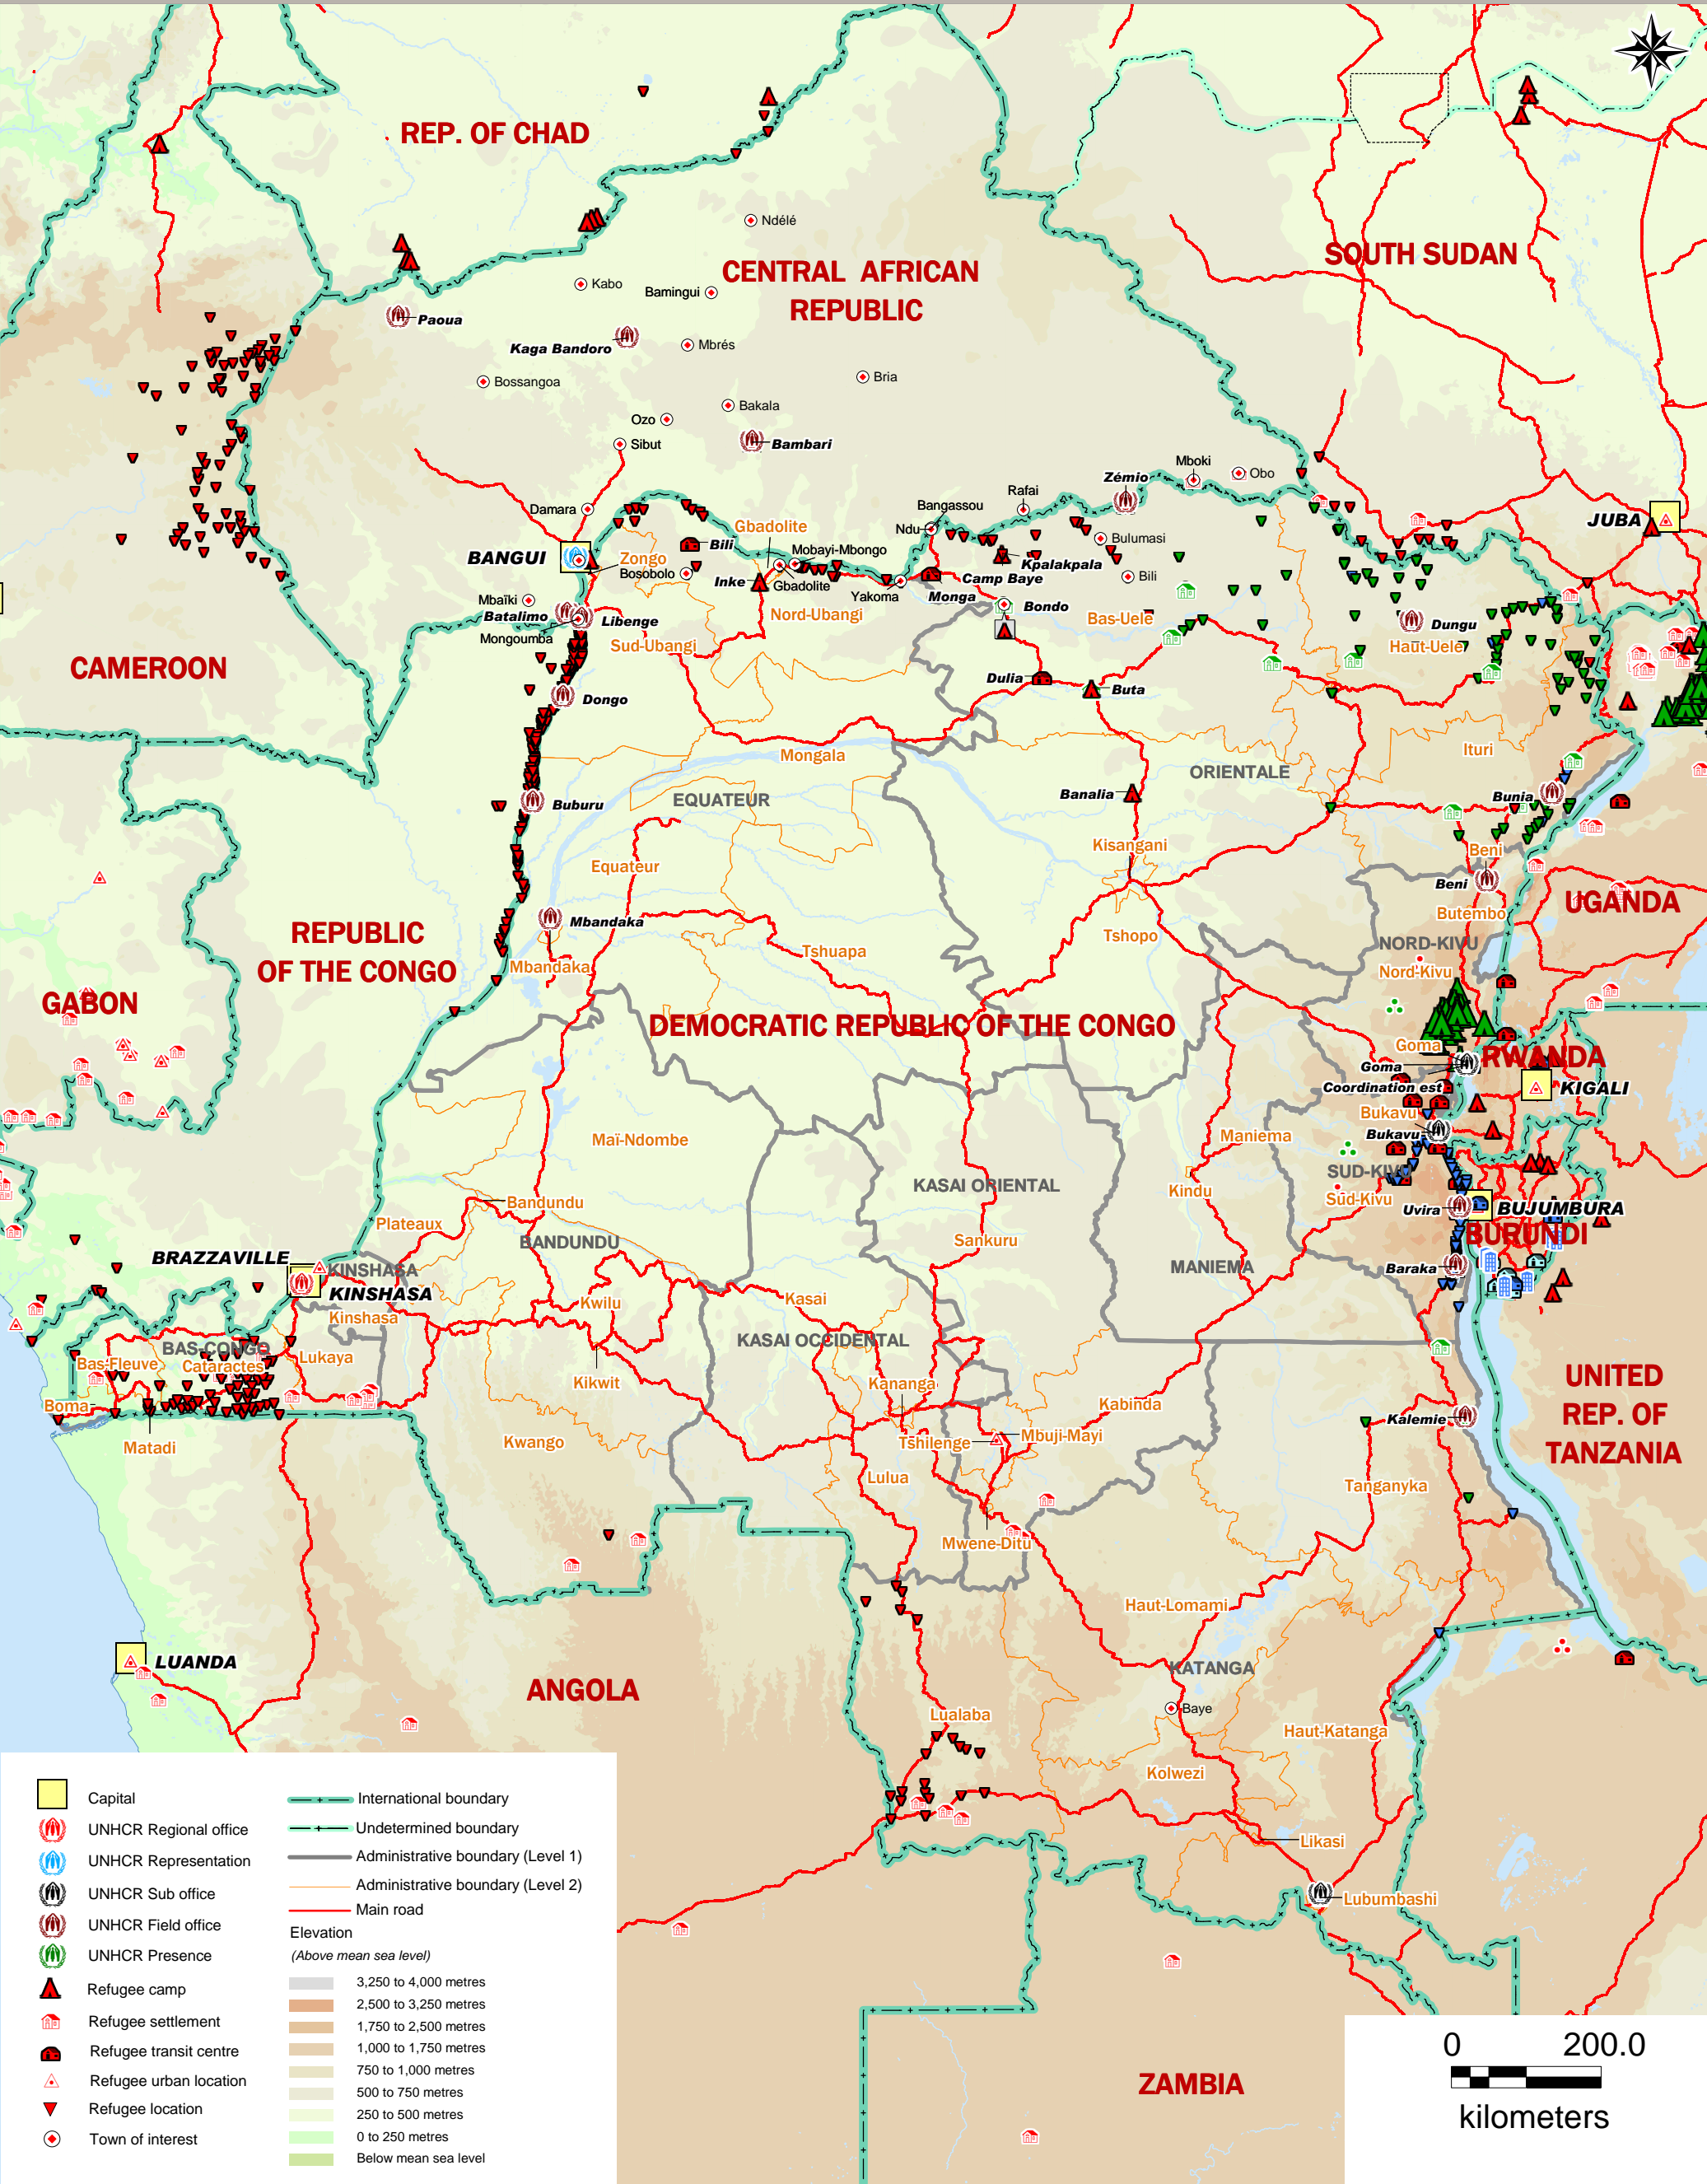 REP. OF CHAD
SOUTH SUDAN
Ndélé
CENTRAL AFRICAN
REPUBLIC
Kabo
Bamingui
Paoua
Kaga Bandoro
Mbrés
Bossangoa
Bria
Bakala
Ozo
Sibut
Bambari
Zémio
Mboki
Obo
Rafai
Bangassou
Damara
Ndu
JUBA
Gbadolite
BANGUI
Zongo
Bili
Mobayi-Mbongo
Bulumasi
Bosobolo
Inke
Gbadolite
Kpalakpala
Camp Baye
Bili
Yakoma
Monga
Mbaïki
Batalimo
Libenge
Nord-Ubangi
Bondo
Bas-Uele
Dungu
Mongoumba
Sud-Ubangi
Haut-Uele
CAMEROON
Dulia
Buta
Dongo
Mongala
Ituri
ORIENTALE
EQUATEUR
Buburu
Banalia
Bunia
Kisangani
Beni
Equateur
Beni
UGANDA
Butembo
Mbandaka
REPUBLIC
OF THE CONGO
Tshopo
NORD-KIVU
Tshuapa
Mbandaka
Nord-Kivu
GABON
DEMOCRATIC REPUBLIC OF THE CONGO
Goma
RWANDA
Goma
Coordination est
KIGALI
Bukavu
Maï-Ndombe
Maniema
Bukavu
SUD-KIVU
KASAI ORIENTAL
Kindu
Sud-Kivu
Bandundu
Uvira
BUJUMBURA
Plateaux
BURUNDI
BANDUNDU
Sankuru
BRAZZAVILLE
KINSHASA
MANIEMA
Baraka
KINSHASA
Kasai
Kwilu
Kinshasa
BAS-CONGO
KASAI OCCIDENTAL
Bas-Fleuve
Cataractes
Lukaya
UNITED
REP. OF
TANZANIA
Kikwit
Kananga
Boma
Kabinda
Kalemie
Matadi
Kwango
Tshilenge
Mbuji-Mayi
Lulua
Tanganyka
Mwene-Ditu
Haut-Lomami
LUANDA
KATANGA
ANGOLA
Baye
Lualaba
Haut-Katanga
Kolwezi
Likasi
Lubumbashi
ZAMBIA
Capital
UNHCR Regional office
UNHCR Representation
UNHCR Sub office
UNHCR Field office
UNHCR Presence
Refugee camp
Refugee settlement
Refugee transit centre
Refugee urban location
Refugee location
Town of interest
International boundary
Undetermined boundary
Administrative boundary (Level 1)
Administrative boundary (Level 2)
Main road
Elevation
(Above mean sea level)
3,250 to 4,000 metres
2,500 to 3,250 metres
1,750 to 2,500 metres
1,000 to 1,750 metres
750 to 1,000 metres
500 to 750 metres
250 to 500 metres
0 to 250 metres
Below mean sea level
0 200.0
kilometers